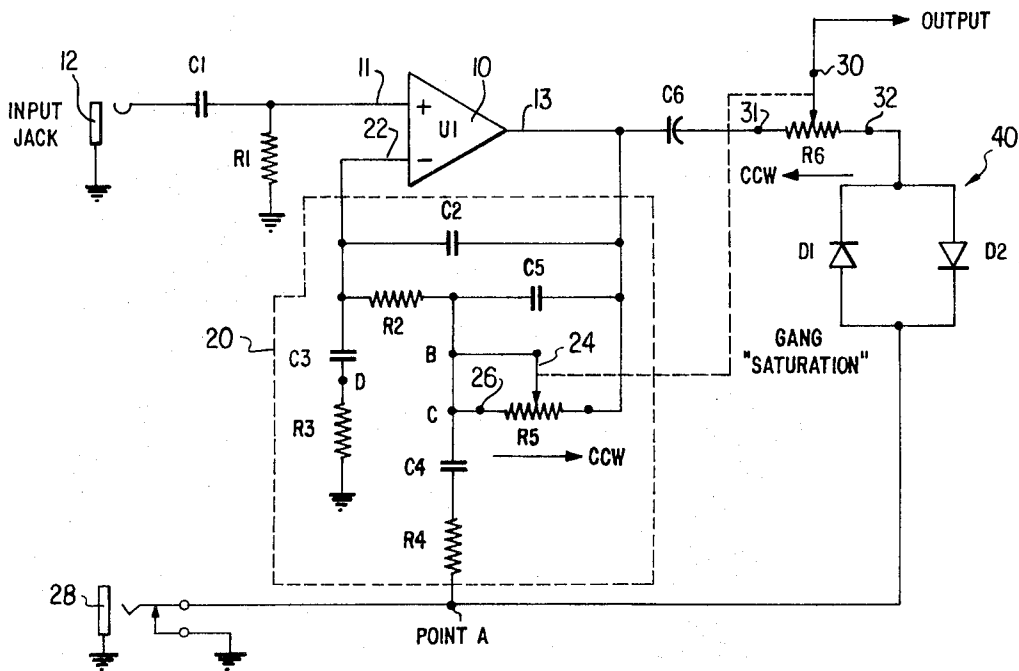 OUTPUT
12
C1
11
10
30
INPUT
JACK
+
U1
13
C6
31
32
22
−
R1
R6
40
CCW
C2
D1
D2
C5
R2
20
C3
B
24
GANG
"SATURATION"
D
26
C
R3
R5
C4
CCW
R4
28
POINT A